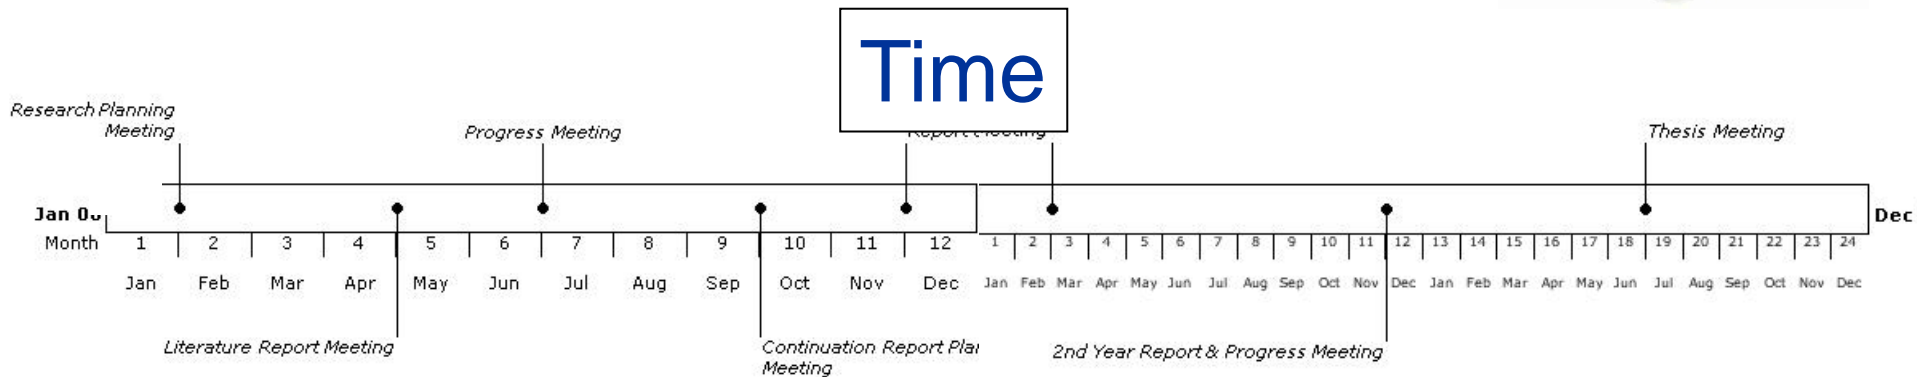 Time
Research Planning
Meeting
Progress Meeting
Thesis Meeting
Jan
Dec
Month 1 2 3 4 5 6 7 8 9 10 11 12 1 2 3 4 5 6 7 8 9 10 11 12 13 14 15 16 17 18 19 20 21 22 23 24
Jan Feb Mar Apr May Jun Jul Aug Sep Oct Nov Dec Jan Feb Mar Apr May Jun Jul Aug Sep Oct Nov Dec Jan Feb Mar Apr May Jun Jul Aug Sep Oct Nov Dec
Literature Report Meeting
Continuation Report
Meeting
2nd Year Report & Progress Meeting